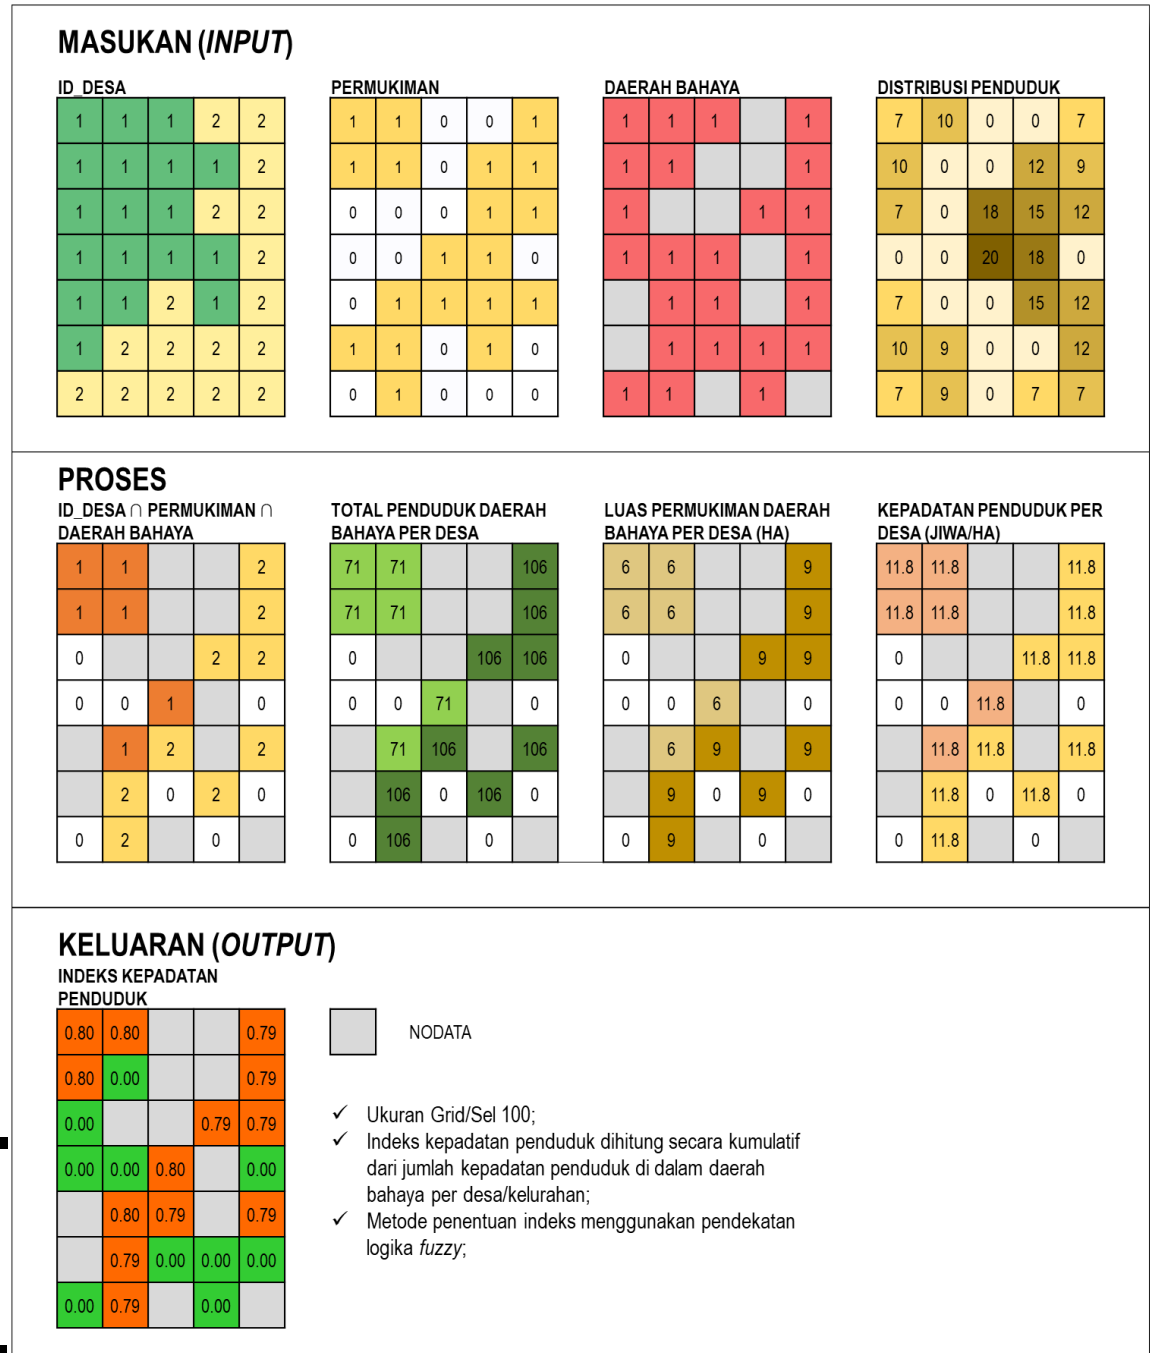 MASUKAN (INPUT)
ID_DESA
PERMUKIMAN
DAERAH BAHAYA
DISTRIBUSI PENDUDUK
1 1 1 2 2
1 1 0 0 1
1 1 1 1
7 10 0 0 7
1 1 1 1 2
1 1 0 1 1
1 1 1
10 0 0 12 9
1 1 1 2 2
0 0 0 1 1
1 1 1
7 0 18 15 12
1 1 1 1 2
0 0 1 1 0
1 1 1 1
0 0 20 18 0
1 1 2 1 2
0 1 1 1 1
1 1 1
7 0 0 15 12
1 2 2 2 2
1 1 0 1 0
1 1 1 1
10 9 0 0 12
2 2 2 2 2
0 1 0 0 0
1 1 1
7 9 0 7 7
PROSES
ID_DESA ∩ PERMUKIMAN ∩
DAERAH BAHAYA
TOTAL PENDUDUK DAERAH
BAHAYA PER DESA
LUAS PERMUKIMAN DAERAH
BAHAYA PER DESA (HA)
KEPADATAN PENDUDUK PER
DESA (JIWA/HA)
1 1 2
71 71 106
6 6 9
11.8 11.8 11.8
1 1 2
71 71 106
6 6 9
11.8 11.8 11.8
0 2 2
0 106 106
0 9 9
0 11.8 11.8
0 0 1 0
0 0 71 0
0 0 6 0
0 0 11.8 0
1 2 2
71 106 106
6 9 9
11.8 11.8 11.8
2 0 2 0
106 0 106 0
9 0 9 0
11.8 0 11.8 0
0 2 0
0 106 0
0 9 0
0 11.8 0
KELUARAN (OUTPUT)
INDEKS KEPADATAN
PENDUDUK
0.80 0.80 0.79
0.80 0.00 0.79
0.00 0.79 0.79
0.00 0.00 0.80 0.00
0.80 0.79 0.79
0.79 0.00 0.00 0.00
0.00 0.79 0.00
NODATA
✓ Ukuran Grid/Sel 100;
✓ Indeks kepadatan penduduk dihitung secara kumulatif
dari jumlah kepadatan penduduk di dalam daerah
bahaya per desa/kelurahan;
✓ Metode penentuan indeks menggunakan pendekatan
logika fuzzy;